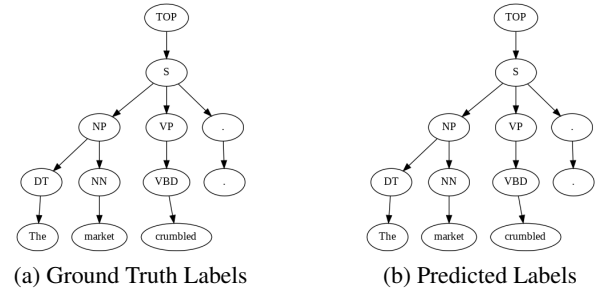 TOP TOP
S S
NP VP . NP VP .
DT NN VBD . DT NN VBD .
The market crumbled The market crumbled
(a) Ground Truth Labels (b) Predicted Labels